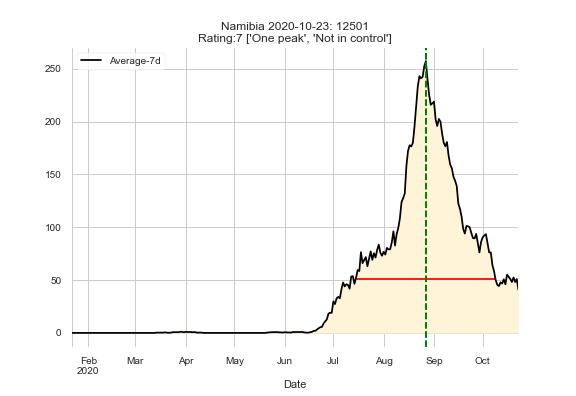 Namibia 2020-10-23: 12501
Rating:7 ['One peak', 'Not in control']
Average-7d
250
200
150
100
50
0
Feb Mar Apr May Jun Jul Aug Sep Oct
2020
Date